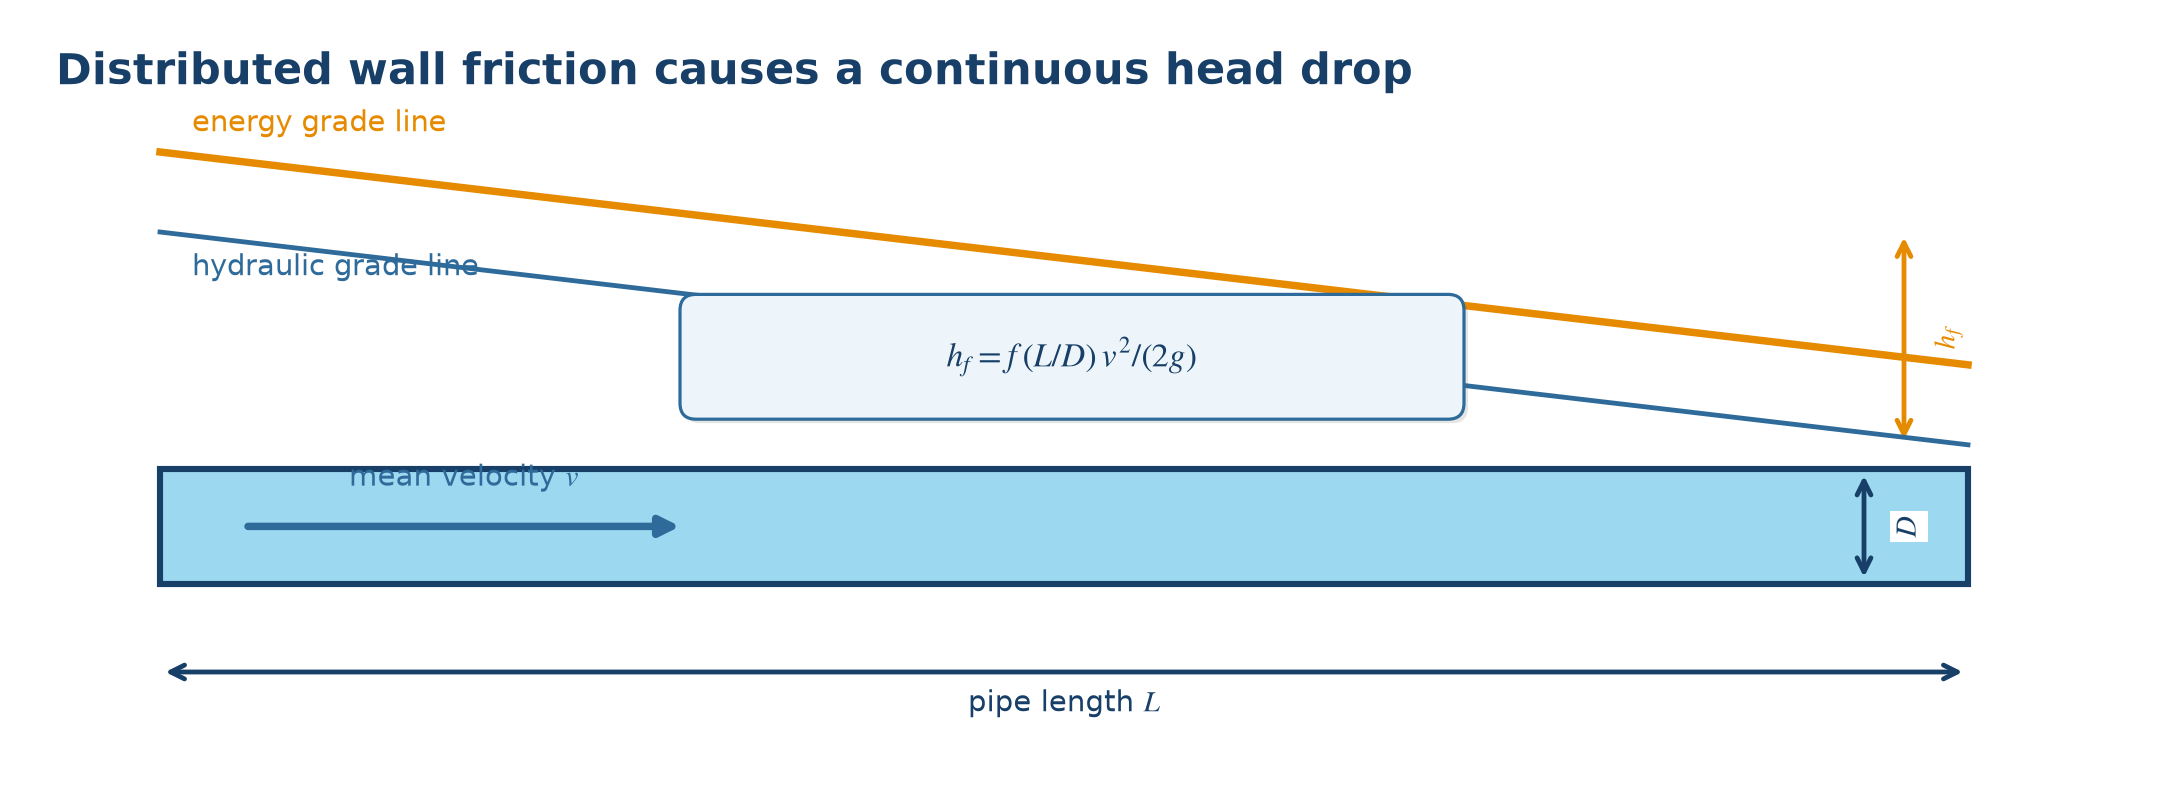 Distributed wall friction causes a continuous head drop
energy grade line
hydraulic grade line
h_f = f (L/D) v²/(2g)
h_f
mean velocity v
D
pipe length L